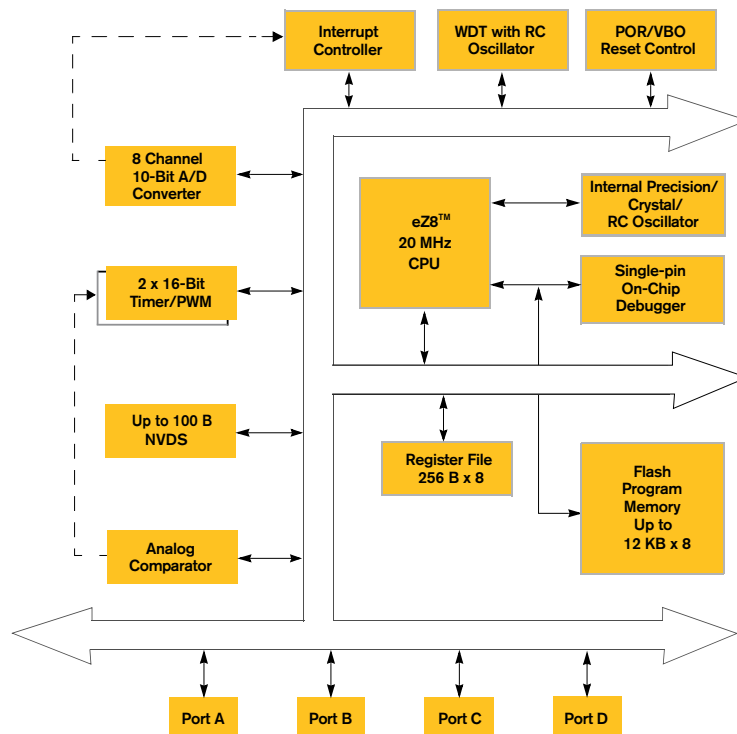 Interrupt
Controller
WDT with RC
Oscillator
POR/VBO
Reset Control
8 Channel
10-Bit A/D
Converter
eZ8™
20 MHz
CPU
Internal Precision/
Crystal/
RC Oscillator
2 x 16-Bit
Timer/PWM
Single-pin
On-Chip
Debugger
Up to 100 B
NVDS
Register File
256 B x 8
Flash
Program
Memory
Up to
12 KB x 8
Analog
Comparator
Port A
Port B
Port C
Port D